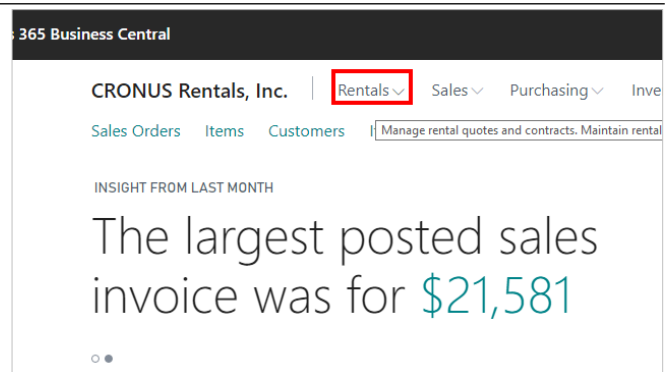 365 Business Central
CRONUS Rentals, Inc. Rentals Sales Purchasing
Sales Orders Items Customers Manage rental quotes and contracts. Maintain rental
INSIGHT FROM LAST MONTH
The largest posted sales
invoice was for $21,581